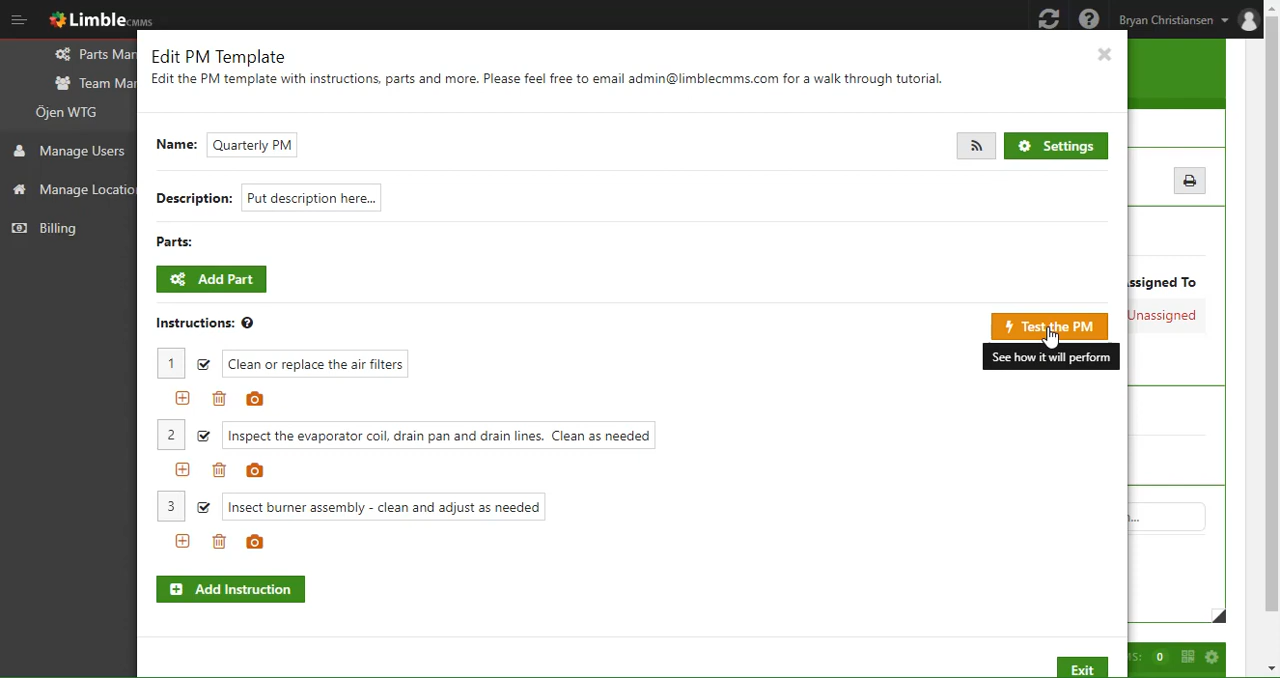 LimbleCMMS
Bryan Christiansen
Parts Man
Team Mar
Öjen WTG
Manage Users
Manage Locatio
Billing
Edit PM Template
Edit the PM template with instructions, parts and more. Please feel free to email admin@limblecmms.com for a walk through tutorial.
Name: Quarterly PM
Settings
Description: Put description here...
Parts:
Add Part
Instructions:
Test the PM
See how it will perform
1 Clean or replace the air filters
2 Inspect the evaporator coil, drain pan and drain lines. Clean as needed
3 Insect burner assembly - clean and adjust as needed
Add Instruction
Exit
ssigned To
Unassigned
0